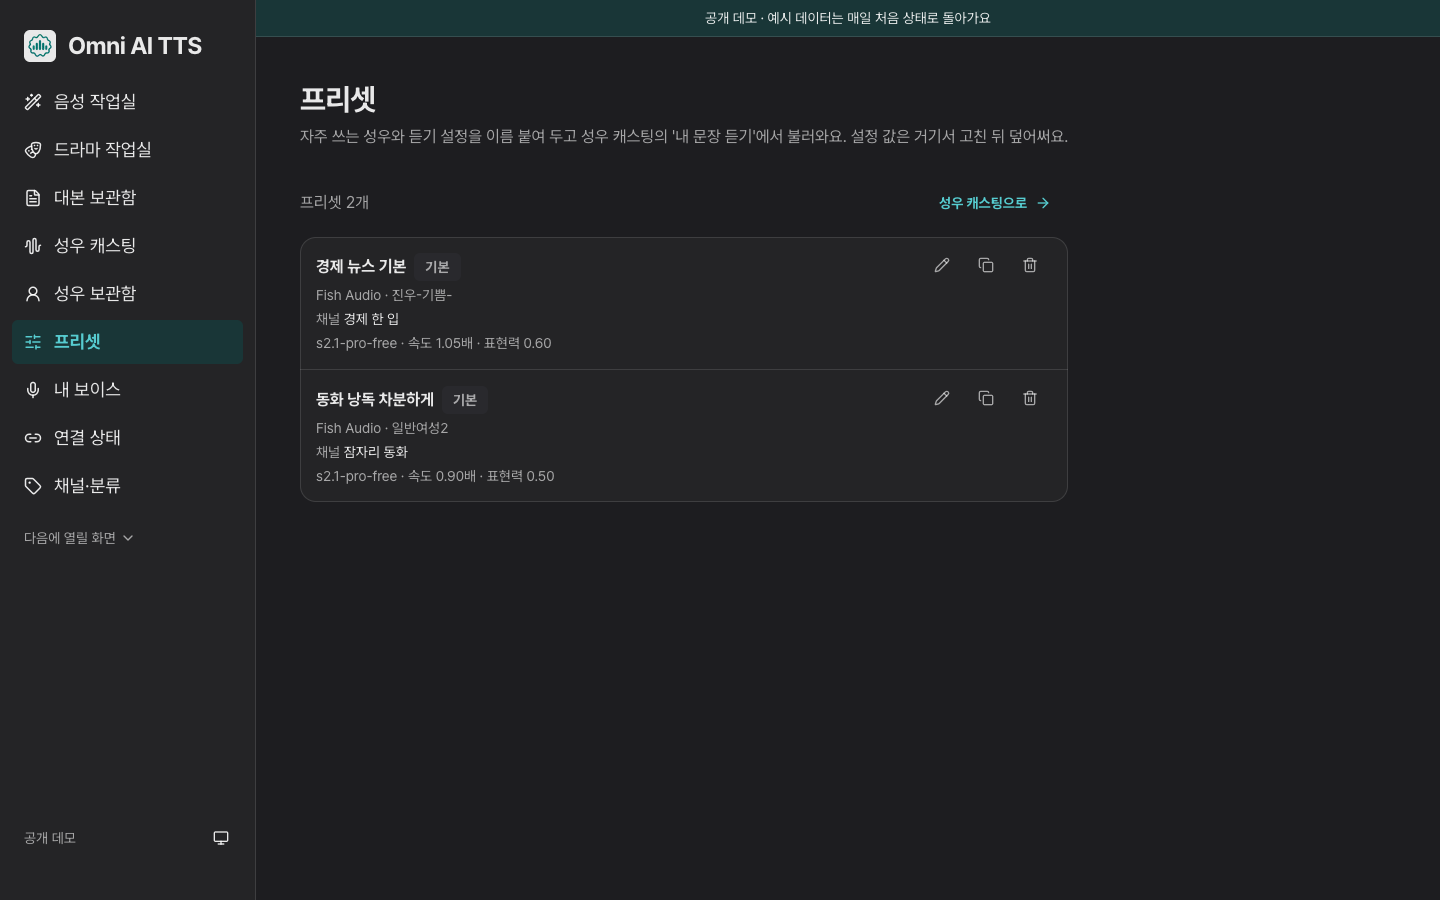 공개 데모 · 예시 데이터는 매일 처음 상태로 돌아가요
Omni AI TTS
음성 작업실
드라마 작업실
대본 보관함
성우 캐스팅
성우 보관함
프리셋
내 보이스
연결 상태
채널·분류
다음에 열릴 화면
공개 데모
프리셋
자주 쓰는 성우와 듣기 설정을 이름 붙여 두고 성우 캐스팅의 '내 문장 듣기'에서 불러와요. 설정 값은 거기서 고친 뒤 덮어써요.
프리셋 2개
성우 캐스팅으로
경제 뉴스 기본 기본
Fish Audio · 진우-기쁨-
채널 경제 한 입
s2.1-pro-free · 속도 1.05배 · 표현력 0.60
동화 낭독 차분하게 기본
Fish Audio · 일반여성2
채널 잠자리 동화
s2.1-pro-free · 속도 0.90배 · 표현력 0.50